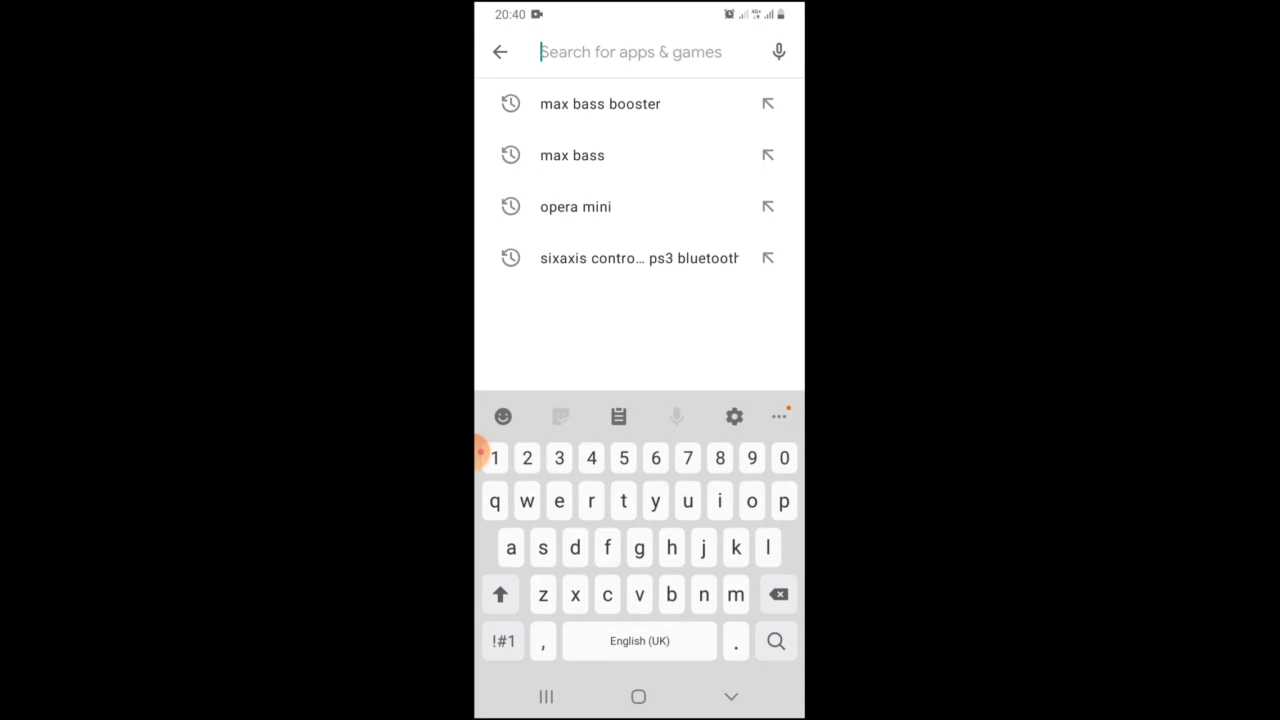 20:40
Search for apps & games
max bass booster
max bass
opera mini
sixaxis contro... ps3 bluetooth
1 2 3 4 5 6 7 8 9 0
q w e r t y u i o p
a s d f g h j k l
z x c v b n m
!#1 , English (UK) .